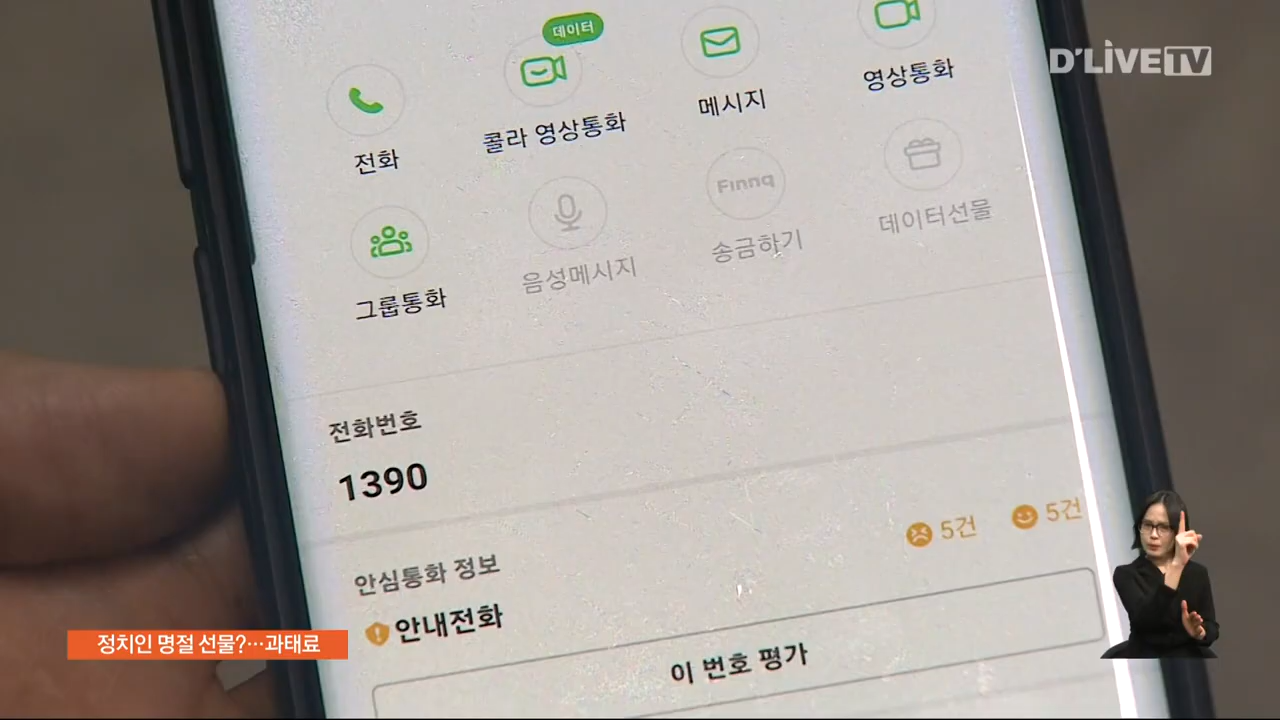 D'LIVE TV
데이터
전화
콜라 영상통화
메시지
영상통화
그룹통화
음성메시지
Finnq
송금하기
데이터선물
전화번호
1390
안심통화 정보
5건
5건
안내전화
이 번호 평가
정치인 명절 선물?…과태료